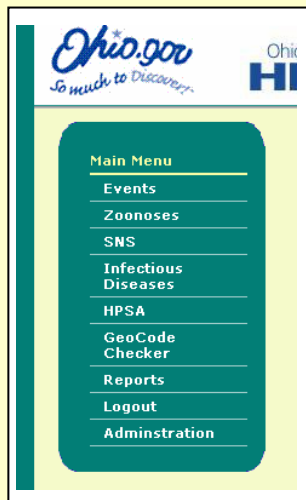 Ohio.gov
So much to Discover!
Ohio
H
Main Menu
Events
Zoonoses
SNS
Infectious
Diseases
HPSA
GeoCode
Checker
Reports
Logout
Adminstration